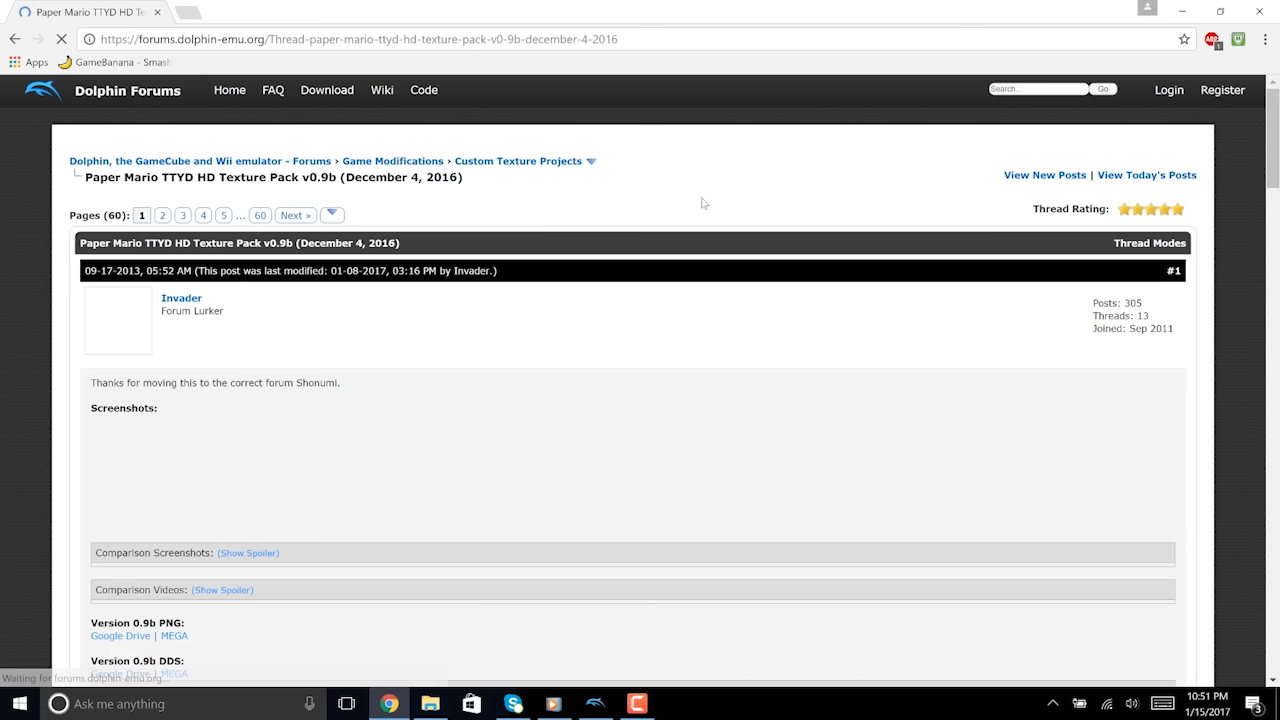 Paper Mario TTYD HD Te
https://forums.dolphin-emu.org/Thread-paper-mario-ttyd-hd-texture-pack-v0-9b-december-4-2016
ABP
1
Apps
GameBanana - Smash
Dolphin Forums
Home
FAQ
Download
Wiki
Code
Search...
Go
Login
Register
Dolphin, the GameCube and Wii emulator - Forums › Game Modifications › Custom Texture Projects
Paper Mario TTYD HD Texture Pack v0.9b (December 4, 2016)
View New Posts | View Today's Posts
Pages (60): 1 2 3 4 5 ... 60 Next »
Thread Rating:
Paper Mario TTYD HD Texture Pack v0.9b (December 4, 2016)
Thread Modes
09-17-2013, 05:52 AM (This post was last modified: 01-08-2017, 03:16 PM by Invader.)
#1
Invader
Forum Lurker
Posts: 305
Threads: 13
Joined: Sep 2011
Thanks for moving this to the correct forum Shonumi.
Screenshots:
Comparison Screenshots: (Show Spoiler)
Comparison Videos: (Show Spoiler)
Version 0.9b PNG:
Google Drive | MEGA
Version 0.9b DDS:
Google Drive | MEGA
Waiting for forums.dolphin-emu.org...
Ask me anything
10:51 PM
1/15/2017
3